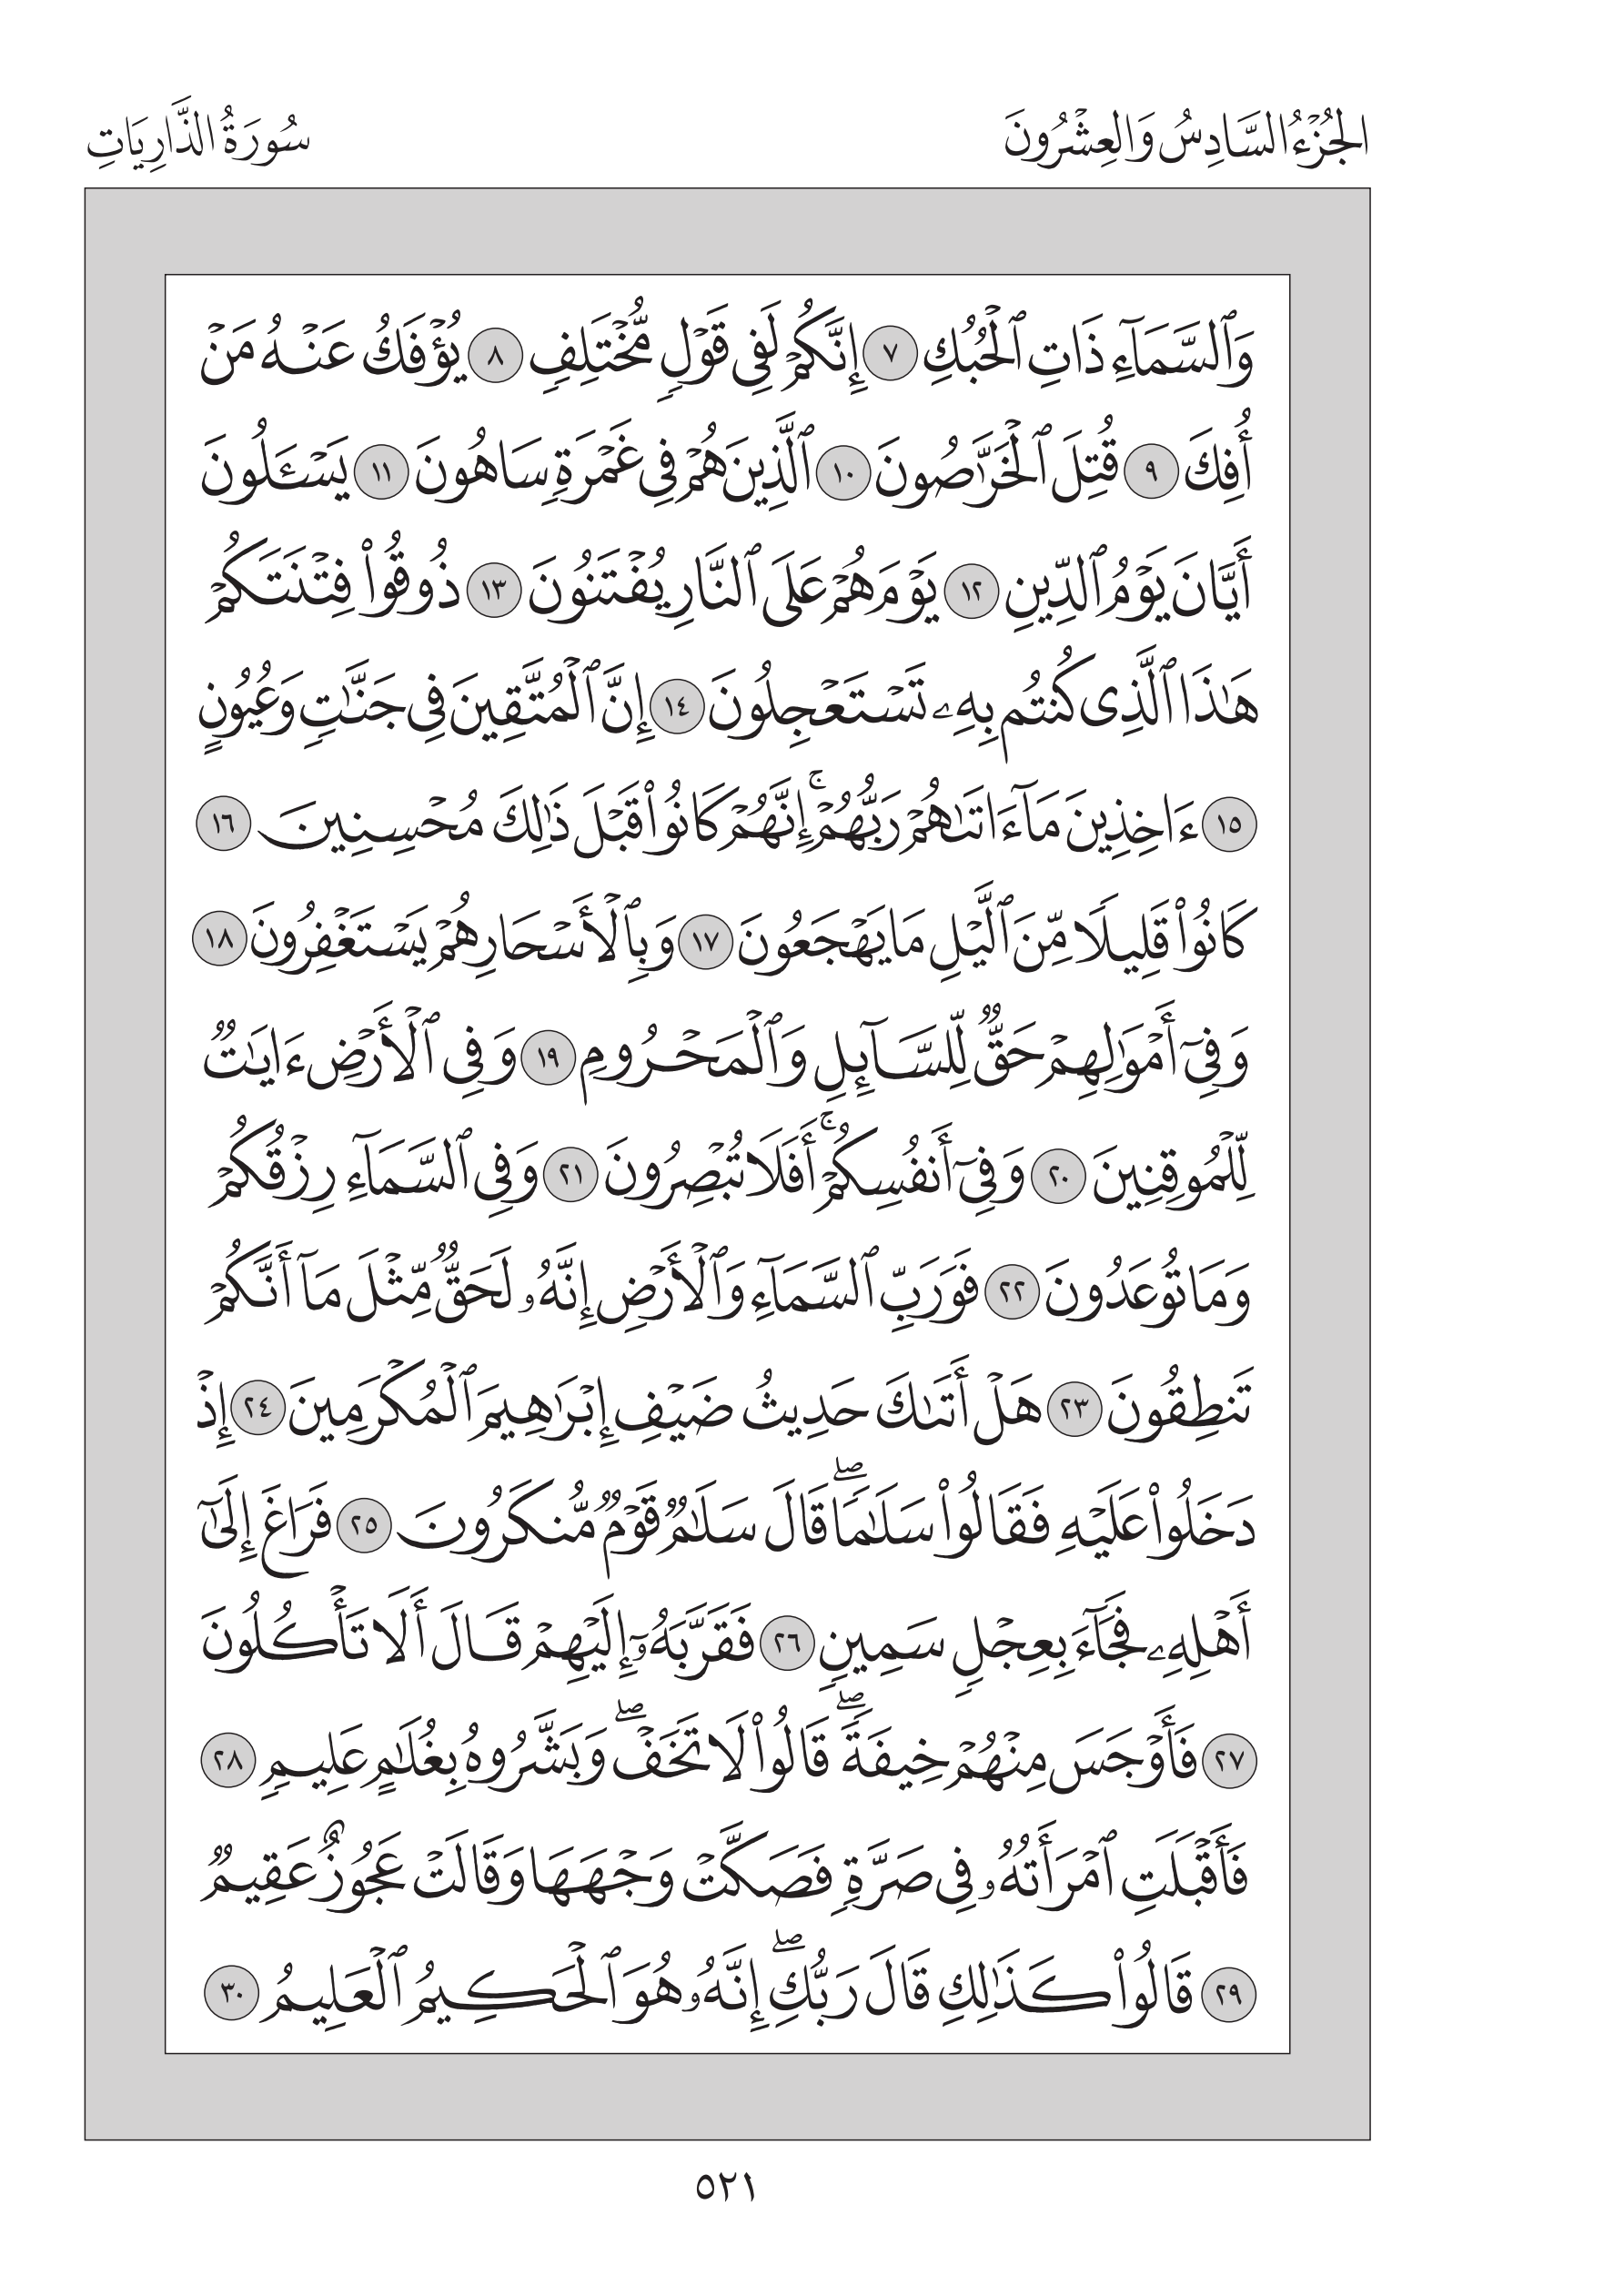 الجُزْءُ السَّادِسُ وَالعِشْرُونَ
سُورَةُ الذَّارِيَاتِ
وَٱلسَّمَآءِ ذَاتِ ٱلْحُبُكِ ٧ إِنَّكُمْ لَفِى قَوْلٍ مُّخْتَلِفٍ ٨ يُؤْفَكُ عَنْهُ مَنْ
أُفِكَ ٩ قُتِلَ ٱلْخَرَّٰصُونَ ١٠ ٱلَّذِينَ هُمْ فِى غَمْرَةٍ سَاهُونَ ١١ يَسْـَٔلُونَ
أَيَّانَ يَوْمُ ٱلدِّينِ ١٢ يَوْمَ هُمْ عَلَى ٱلنَّارِ يُفْتَنُونَ ١٣ ذُوقُوا۟ فِتْنَتَكُمْ
هَٰذَا ٱلَّذِى كُنتُم بِهِۦ تَسْتَعْجِلُونَ ١٤ إِنَّ ٱلْمُتَّقِينَ فِى جَنَّٰتٍ وَعُيُونٍ
١٥ ءَاخِذِينَ مَآ ءَاتَىٰهُمْ رَبُّهُمْ ۚ إِنَّهُمْ كَانُوا۟ قَبْلَ ذَٰلِكَ مُحْسِنِينَ ١٦
كَانُوا۟ قَلِيلًا مِّنَ ٱلَّيْلِ مَا يَهْجَعُونَ ١٧ وَبِٱلْأَسْحَارِ هُمْ يَسْتَغْفِرُونَ ١٨
وَفِىٓ أَمْوَٰلِهِمْ حَقٌّ لِّلسَّآئِلِ وَٱلْمَحْرُومِ ١٩ وَفِى ٱلْأَرْضِ ءَايَٰتٌ
لِّلْمُوقِنِينَ ٢٠ وَفِىٓ أَنفُسِكُمْ ۚ أَفَلَا تُبْصِرُونَ ٢١ وَفِى ٱلسَّمَآءِ رِزْقُكُمْ
وَمَا تُوعَدُونَ ٢٢ فَوَرَبِّ ٱلسَّمَآءِ وَٱلْأَرْضِ إِنَّهُۥ لَحَقٌّ مِّثْلَ مَآ أَنَّكُمْ
تَنطِقُونَ ٢٣ هَلْ أَتَىٰكَ حَدِيثُ ضَيْفِ إِبْرَٰهِيمَ ٱلْمُكْرَمِينَ ٢٤ إِذْ
دَخَلُوا۟ عَلَيْهِ فَقَالُوا۟ سَلَٰمًا ۖ قَالَ سَلَٰمٌ قَوْمٌ مُّنكَرُونَ ٢٥ فَرَاغَ إِلَىٰٓ
أَهْلِهِۦ فَجَآءَ بِعِجْلٍ سَمِينٍ ٢٦ فَقَرَّبَهُۥٓ إِلَيْهِمْ قَالَ أَلَا تَأْكُلُونَ
٢٧ فَأَوْجَسَ مِنْهُمْ خِيفَةً ۖ قَالُوا۟ لَا تَخَفْ ۖ وَبَشَّرُوهُ بِغُلَٰمٍ عَلِيمٍ ٢٨
فَأَقْبَلَتِ ٱمْرَأَتُهُۥ فِى صَرَّةٍ فَصَكَّتْ وَجْهَهَا وَقَالَتْ عَجُوزٌ عَقِيمٌ
٢٩ قَالُوا۟ كَذَٰلِكِ قَالَ رَبُّكِ ۖ إِنَّهُۥ هُوَ ٱلْحَكِيمُ ٱلْعَلِيمُ ٣٠
٥٢١